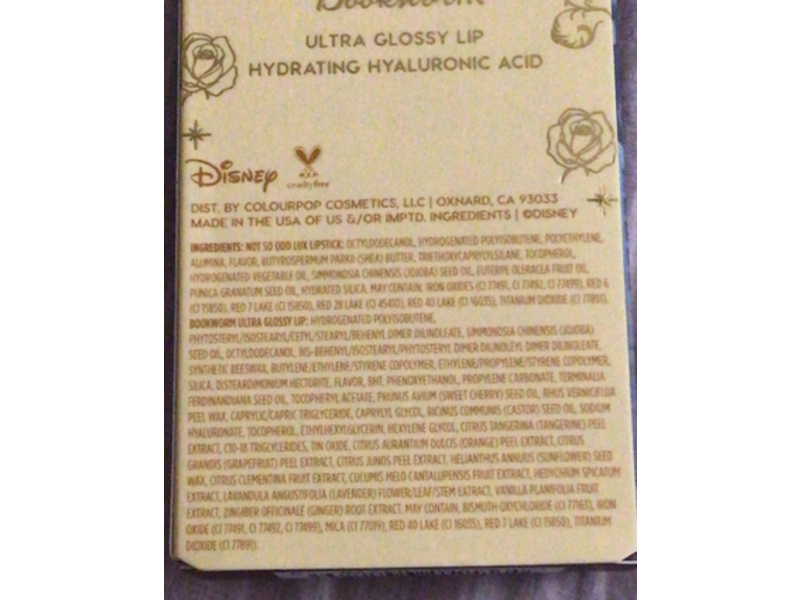 Bookworm
ULTRA GLOSSY LIP
HYDRATING HYALURONIC ACID
Disney
cruelty free
DIST. BY COLOURPOP COSMETICS, LLC | OXNARD, CA 93033
MADE IN THE USA OF US &/OR IMPTD. INGREDIENTS | ©DISNEY
INGREDIENTS: NOT SO ODD LUX LIPSTICK: OCTYLDODECANOL, HYDROGENATED POLYISOBUTENE, POLYETHYLENE,
ALUMINA, FLAVOR, BUTYROSPERMUM PARKII (SHEA) BUTTER, TRIETHOXYCAPRYLYLSILANE, TOCOPHEROL,
HYDROGENATED VEGETABLE OIL, SIMMONDSIA CHINENSIS (JOJOBA) SEED OIL, EUTERPE OLERACEA FRUIT OIL,
PUNICA GRANATUM SEED OIL, HYDRATED SILICA. MAY CONTAIN: IRON OXIDES (CI 77491, CI 77492, CI 77499), RED 6
(CI 15850), RED 7 LAKE (CI 15850), RED 28 LAKE (CI 45410), RED 40 LAKE (CI 16035), TITANIUM DIOXIDE (CI 77891).
BOOKWORM ULTRA GLOSSY LIP: HYDROGENATED POLYISOBUTENE,
PHYTOSTERYL/ISOSTEARYL/CETYL/STEARYL/BEHENYL DIMER DILINOLEATE, SIMMONDSIA CHINENSIS (JOJOBA)
SEED OIL, OCTYLDODECANOL, BIS-BEHENYL/ISOSTEARYL/PHYTOSTERYL DIMER DILINOLEYL DIMER DILINOLEATE,
SYNTHETIC BEESWAX, BUTYLENE/ETHYLENE/STYRENE COPOLYMER, ETHYLENE/PROPYLENE/STYRENE COPOLYMER,
SILICA, DISTEARDIMONIUM HECTORITE, FLAVOR, BHT, PHENOXYETHANOL, PROPYLENE CARBONATE, TERMINALIA
FERDINANDIANA SEED OIL, TOCOPHERYL ACETATE, PRUNUS AVIUM (SWEET CHERRY) SEED OIL, RHUS VERNICIFLUA
PEEL WAX, CAPRYLIC/CAPRIC TRIGLYCERIDE, CAPRYLYL GLYCOL, RICINUS COMMUNIS (CASTOR) SEED OIL, SODIUM
HYALURONATE, TOCOPHEROL, ETHYLHEXYLGLYCERIN, HEXYLENE GLYCOL, CITRUS TANGERINA (TANGERINE) PEEL
EXTRACT, C10-18 TRIGLYCERIDES, TIN OXIDE, CITRUS AURANTIUM DULCIS (ORANGE) PEEL EXTRACT, CITRUS
GRANDIS (GRAPEFRUIT) PEEL EXTRACT, CITRUS JUNOS PEEL EXTRACT, HELIANTHUS ANNUUS (SUNFLOWER) SEED
WAX, CITRUS CLEMENTINA FRUIT EXTRACT, CUCUMIS MELO CANTALUPENSIS FRUIT EXTRACT, HEDYCHIUM SPICATUM
EXTRACT, LAVANDULA ANGUSTIFOLIA (LAVENDER) FLOWER/LEAF/STEM EXTRACT, VANILLA PLANIFOLIA FRUIT
EXTRACT, ZINGIBER OFFICINALE (GINGER) ROOT EXTRACT. MAY CONTAIN: BISMUTH OXYCHLORIDE (CI 77163), IRON
OXIDE (CI 77491, CI 77492, CI 77499), MICA (CI 77019), RED 40 LAKE (CI 16035), RED 7 LAKE (CI 15850), TITANIUM
DIOXIDE (CI 77891).